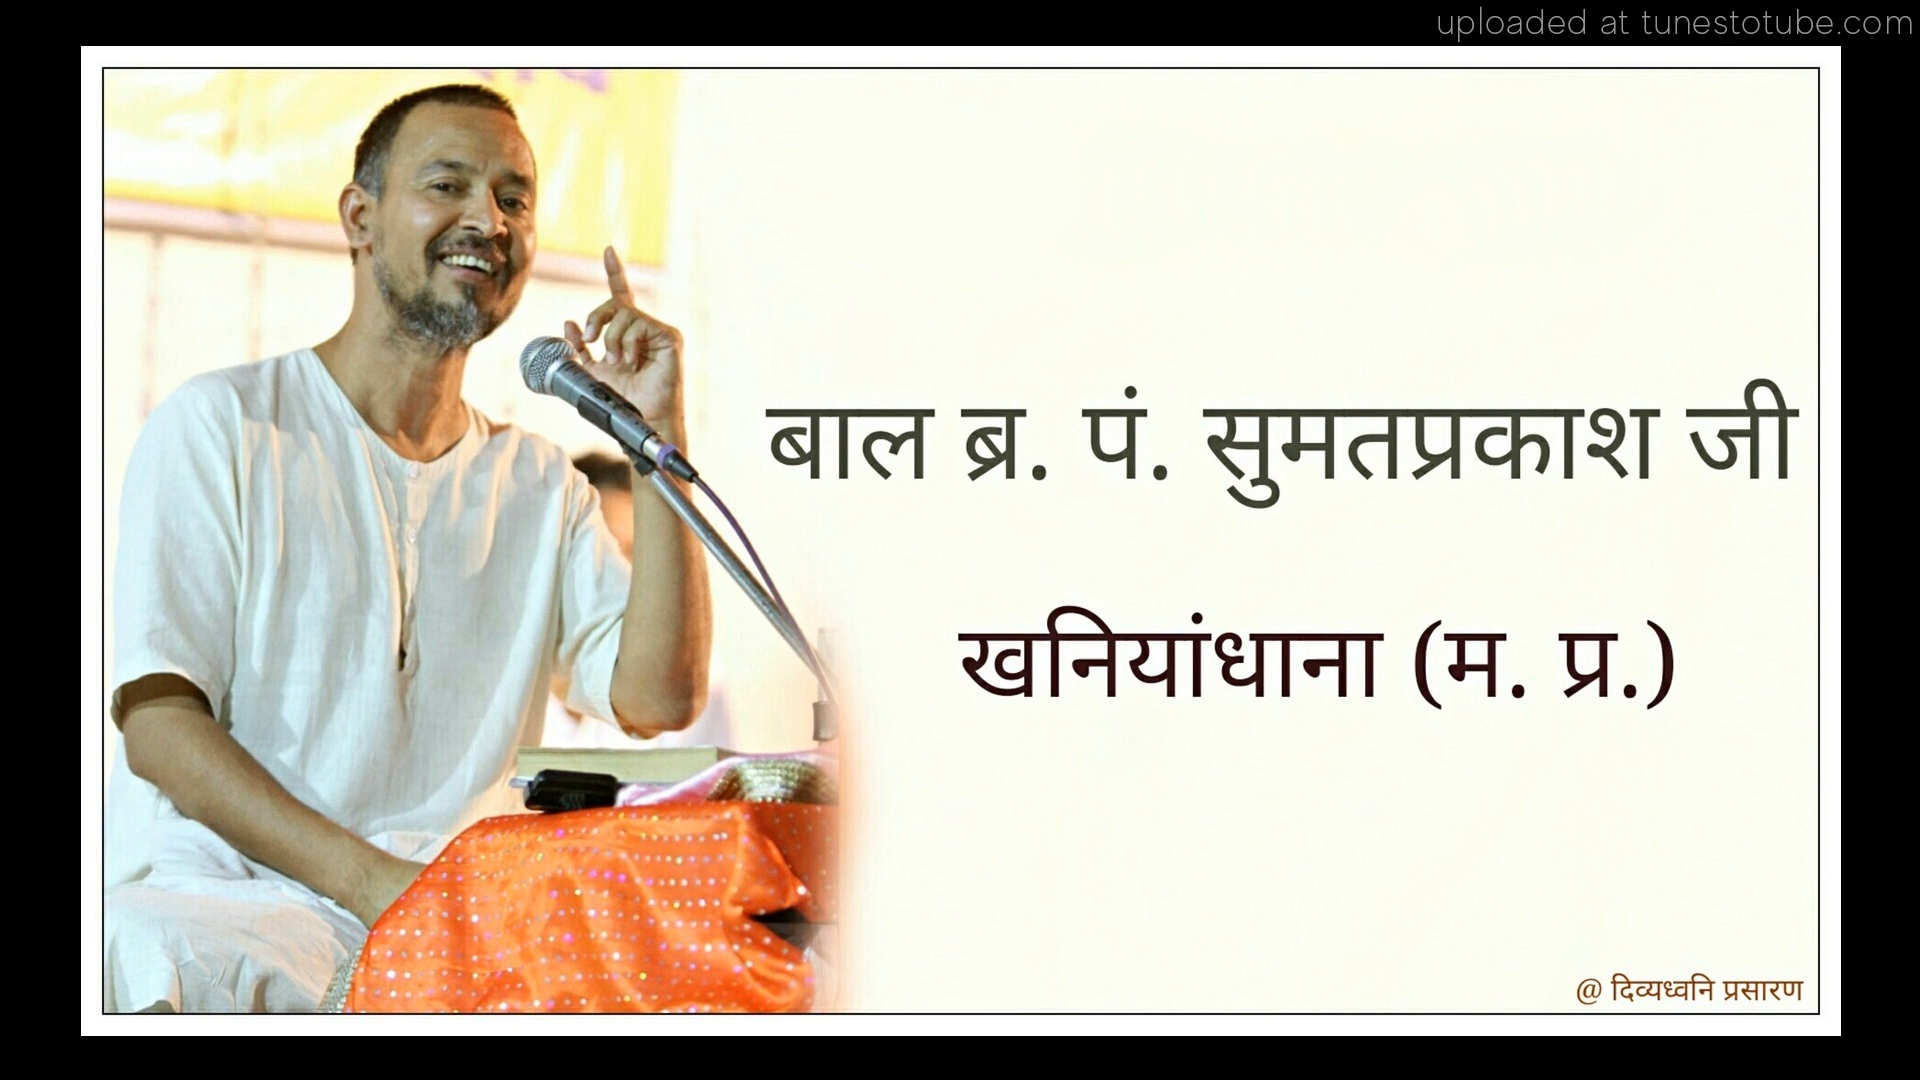 uploaded at tunestotube.com
बाल ब्र. पं. सुमतप्रकाश जी
खनियांधाना (म. प्र.)
@ दिव्यध्वनि प्रसारण